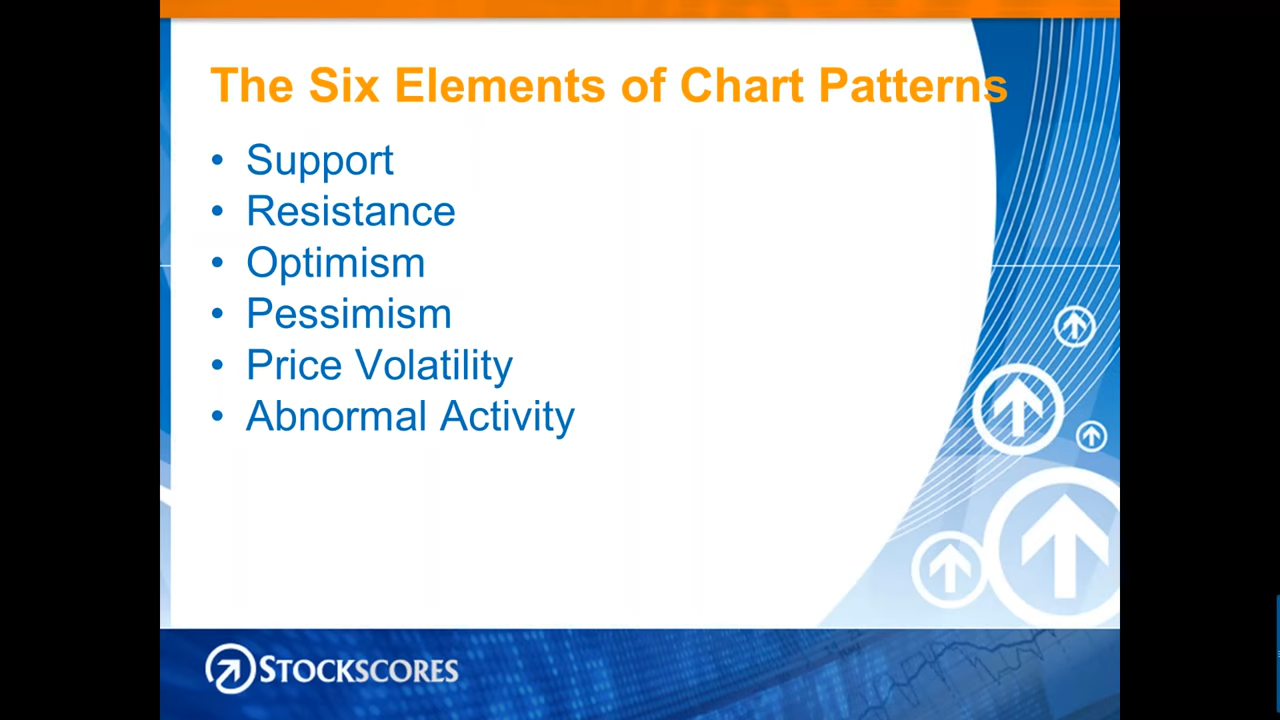 The Six Elements of Chart Patterns
• Support
• Resistance
• Optimism
• Pessimism
• Price Volatility
• Abnormal Activity
STOCKSCORES